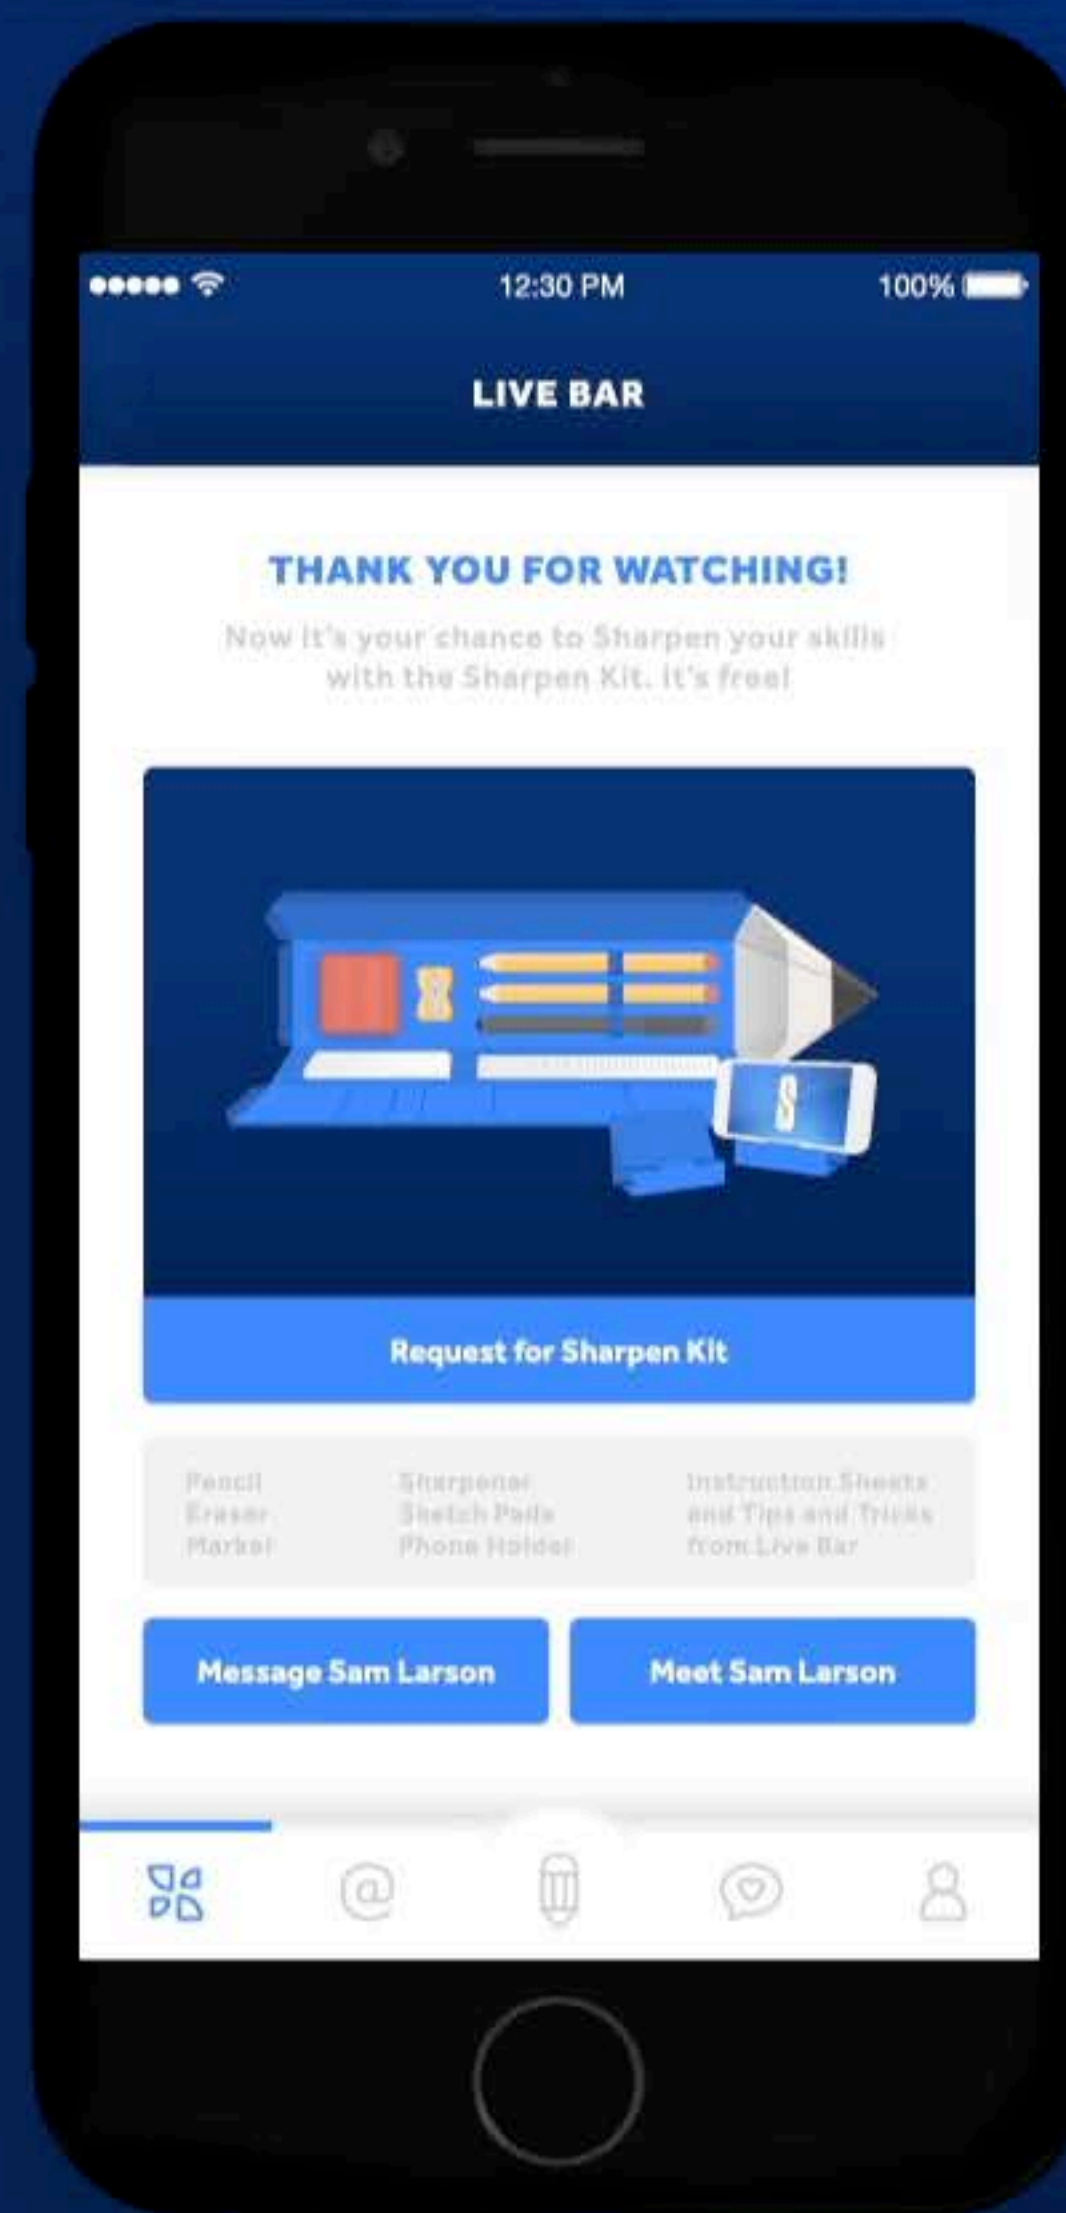 12:30 PM
100%
LIVE BAR
THANK YOU FOR WATCHING!
Now it's your chance to Sharpen your skills
with the Sharpen Kit. It's free!
S
Request for Sharpen Kit
Pencil
Eraser
Marker
Sharpener
Sketch Pads
Phone Holder
Instruction Sheets
and Tips and Tricks
from Live Bar
Message Sam Larson
Meet Sam Larson